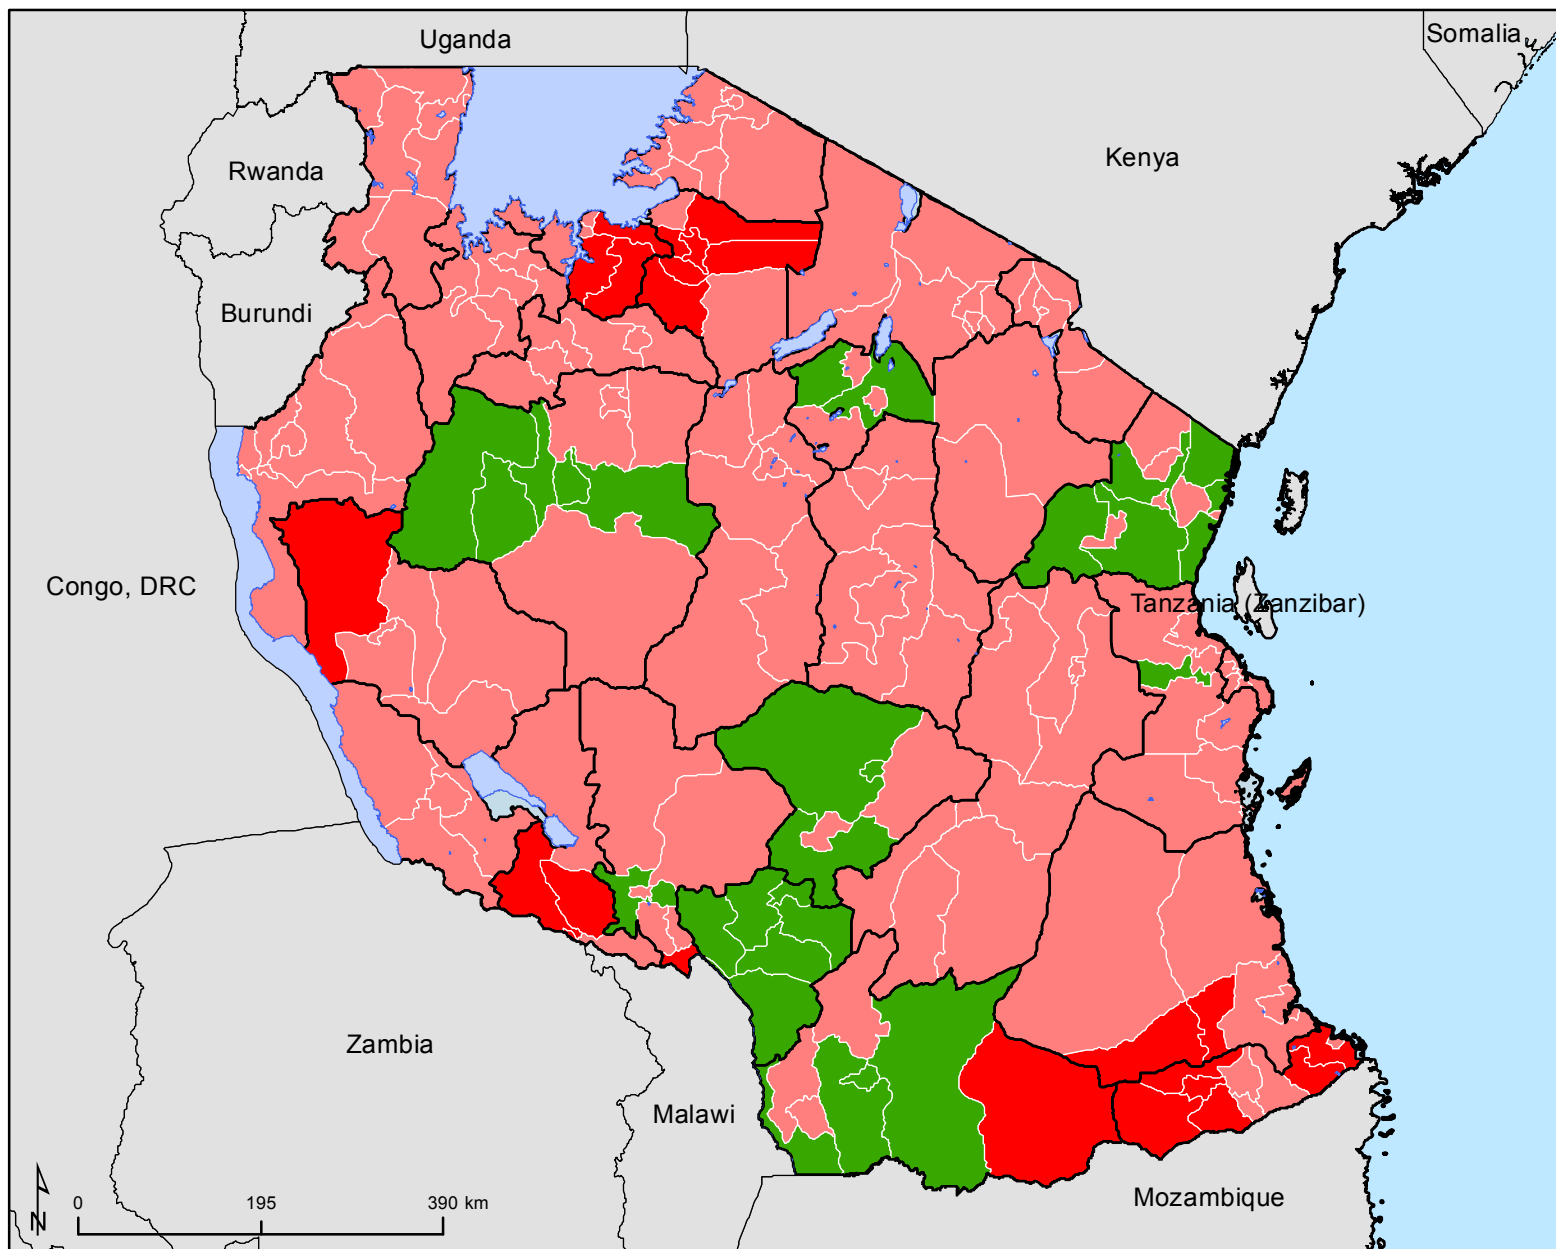 Uganda
Somalia
Rwanda
Kenya
Burundi
Congo, DRC
Tanzania (Zanzibar)
Zambia
Malawi
Mozambique
N
0 195 390 km